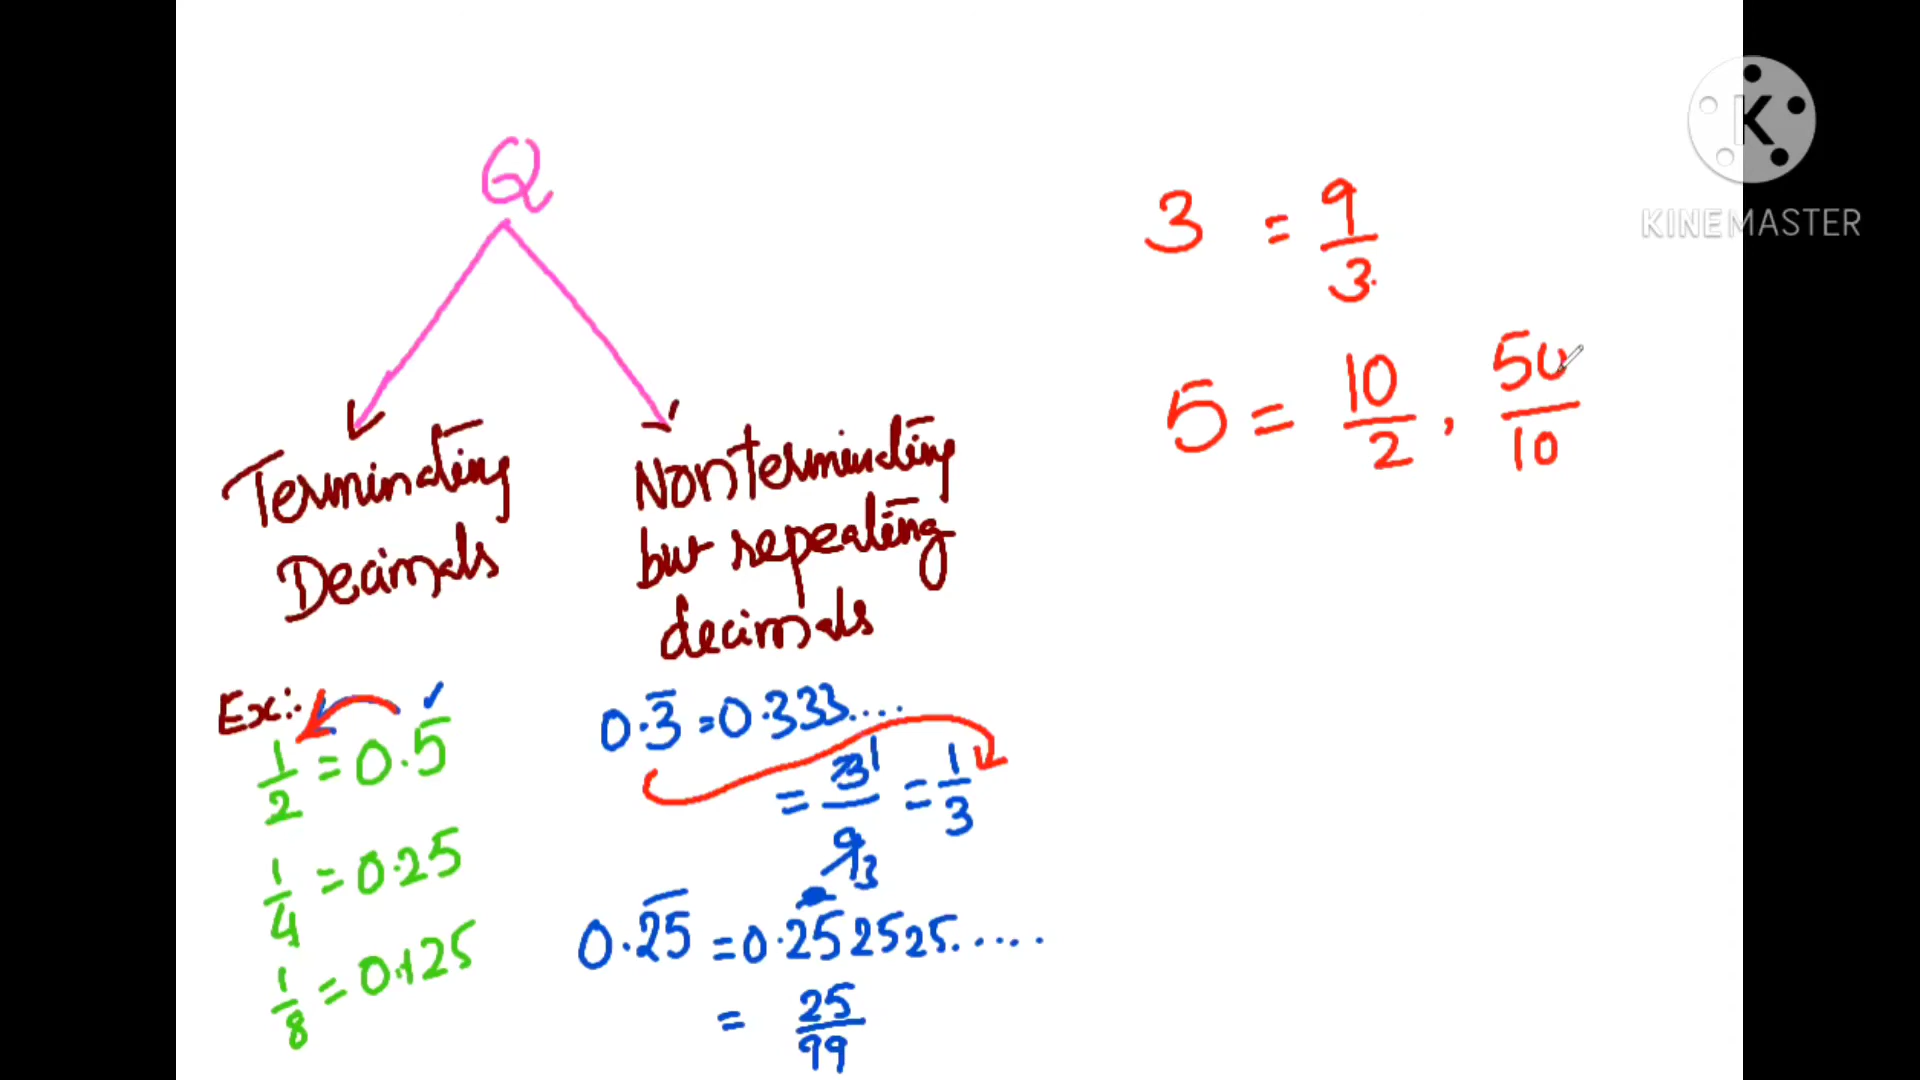 Q
Terminating
Decimals
Nonterminating
but repeating
decimals
Ex:-
1/2 = 0.5
1/4 = 0.25
1/8 = 0.125
0.3̅ = 0.333....
= 3̸1/9̸3 = 1/3
0.2̅5̅ = 0.252525.....
= 25/99
3 = 9/3
5 = 10/2, 50/10
K
KINEMASTER